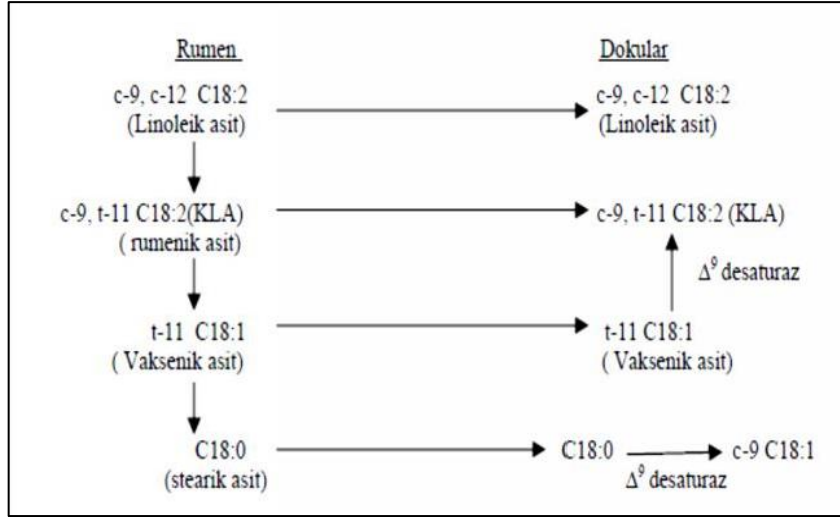 Rumen Dokular
c-9, c-12 C18:2 c-9, c-12 C18:2
(Linoleik asit) (Linoleik asit)
c-9, t-11 C18:2(KLA) c-9, t-11 C18:2 (KLA)
( rumenik asit)
Δ⁹ desaturaz
t-11 C18:1 t-11 C18:1
( Vaksenik asit) ( Vaksenik asit)
C18:0 C18:0 c-9 C18:1
(stearik asit) Δ⁹ desaturaz